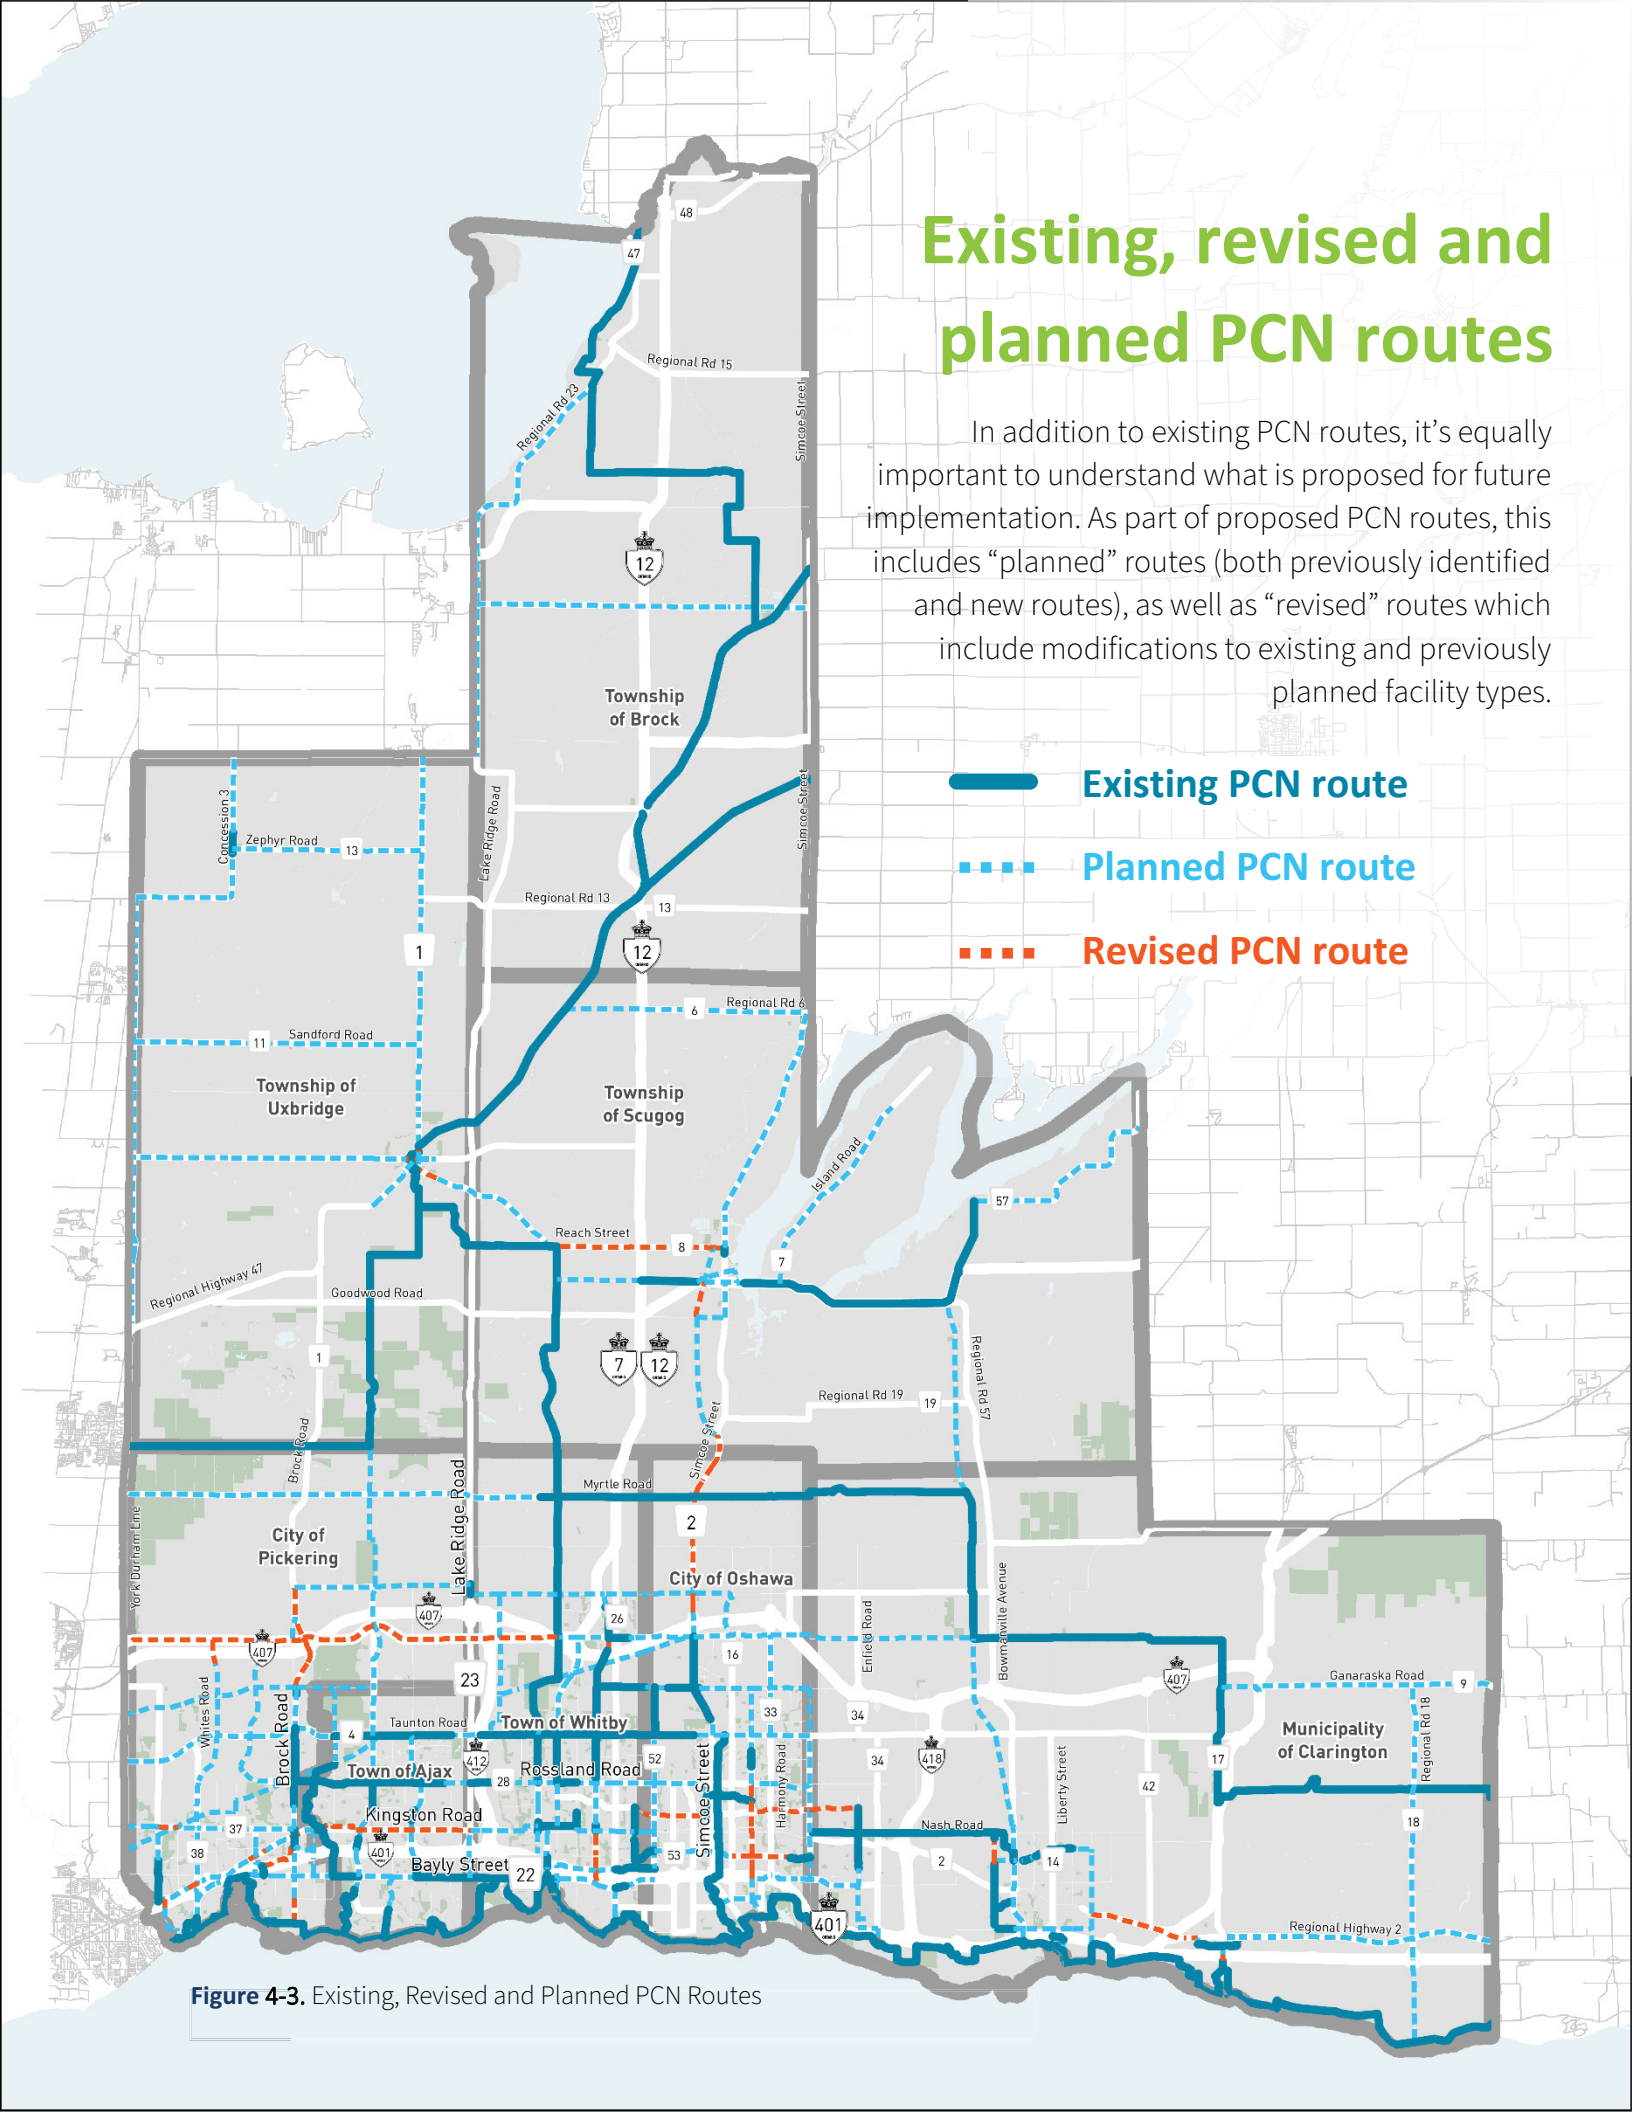 Existing, revised and
planned PCN routes
In addition to existing PCN routes, it’s equally
important to understand what is proposed for future
implementation. As part of proposed PCN routes, this
includes “planned” routes (both previously identified
and new routes), as well as “revised” routes which
include modifications to existing and previously
planned facility types.
Existing PCN route
Planned PCN route
Revised PCN route
48
47
Regional Rd 15
Simcoe Street
Regional Rd 23
12
Township
of Brock
Simcoe Street
Concession 3
Zephyr Road
13
Lake Ridge Road
Regional Rd 13
13
1
12
Regional Rd 6
6
Sandford Road
11
Township of
Uxbridge
Township
of Scugog
Island Road
57
Reach Street
8
7
Regional Highway 47
Goodwood Road
1
7
12
Regional Rd 57
Regional Rd 19
19
Brock Road
Simcoe Street
Lake Ridge Road
Myrtle Road
York Durham Line
City of
Pickering
2
City of Oshawa
407
26
Enfield Road
Bowmanville Avenue
407
16
407
Ganaraska Road
9
23
Whites Road
Brock Road
33
34
Regional Rd 18
4
Taunton Road
Town of Whitby
Municipality
of Clarington
412
52
Simcoe Street
Harmony Road
34
418
Liberty Street
17
Town of Ajax
28
Rossland Road
42
Kingston Road
37
18
Nash Road
38
401
Bayly Street
22
53
2
14
401
Regional Highway 2
Figure 4-3. Existing, Revised and Planned PCN Routes